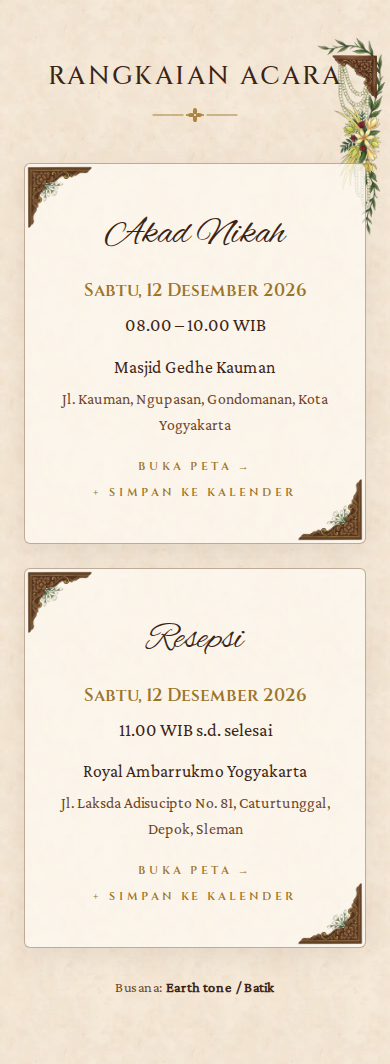 RANGKAIAN ACARA
Akad Nikah
SABTU, 12 DESEMBER 2026
08.00 – 10.00 WIB
Masjid Gedhe Kauman
Jl. Kauman, Ngupasan, Gondomanan, Kota
Yogyakarta
BUKA PETA →
+ SIMPAN KE KALENDER
Resepsi
SABTU, 12 DESEMBER 2026
11.00 WIB s.d. selesai
Royal Ambarrukmo Yogyakarta
Jl. Laksda Adisucipto No. 81, Caturtunggal,
Depok, Sleman
BUKA PETA →
+ SIMPAN KE KALENDER
Busana: Earth tone / Batik